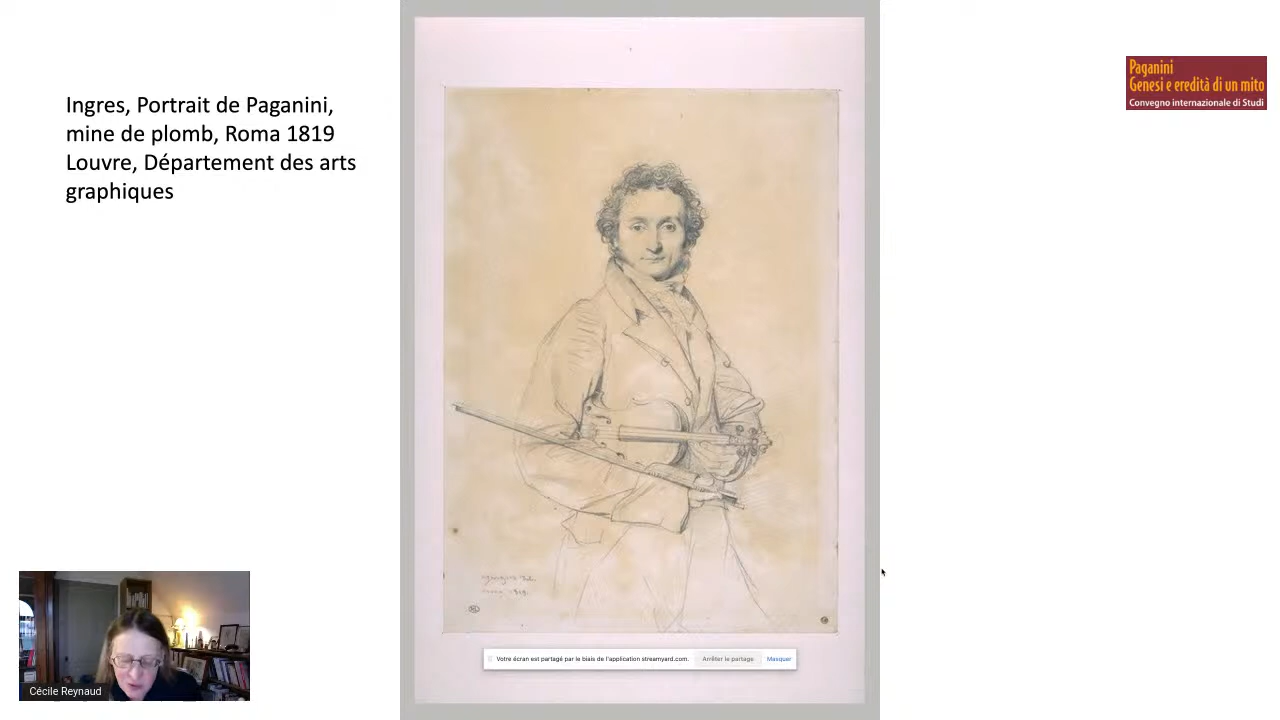 Ingres, Portrait de Paganini,
mine de plomb, Roma 1819
Louvre, Département des arts
graphiques
Paganini
Genesi e eredità di un mito
Convegno internazionale di Studi
Votre écran est partagé par le biais de l'application streamyard.com. Arrêter le partage Masquer
Cécile Reynaud